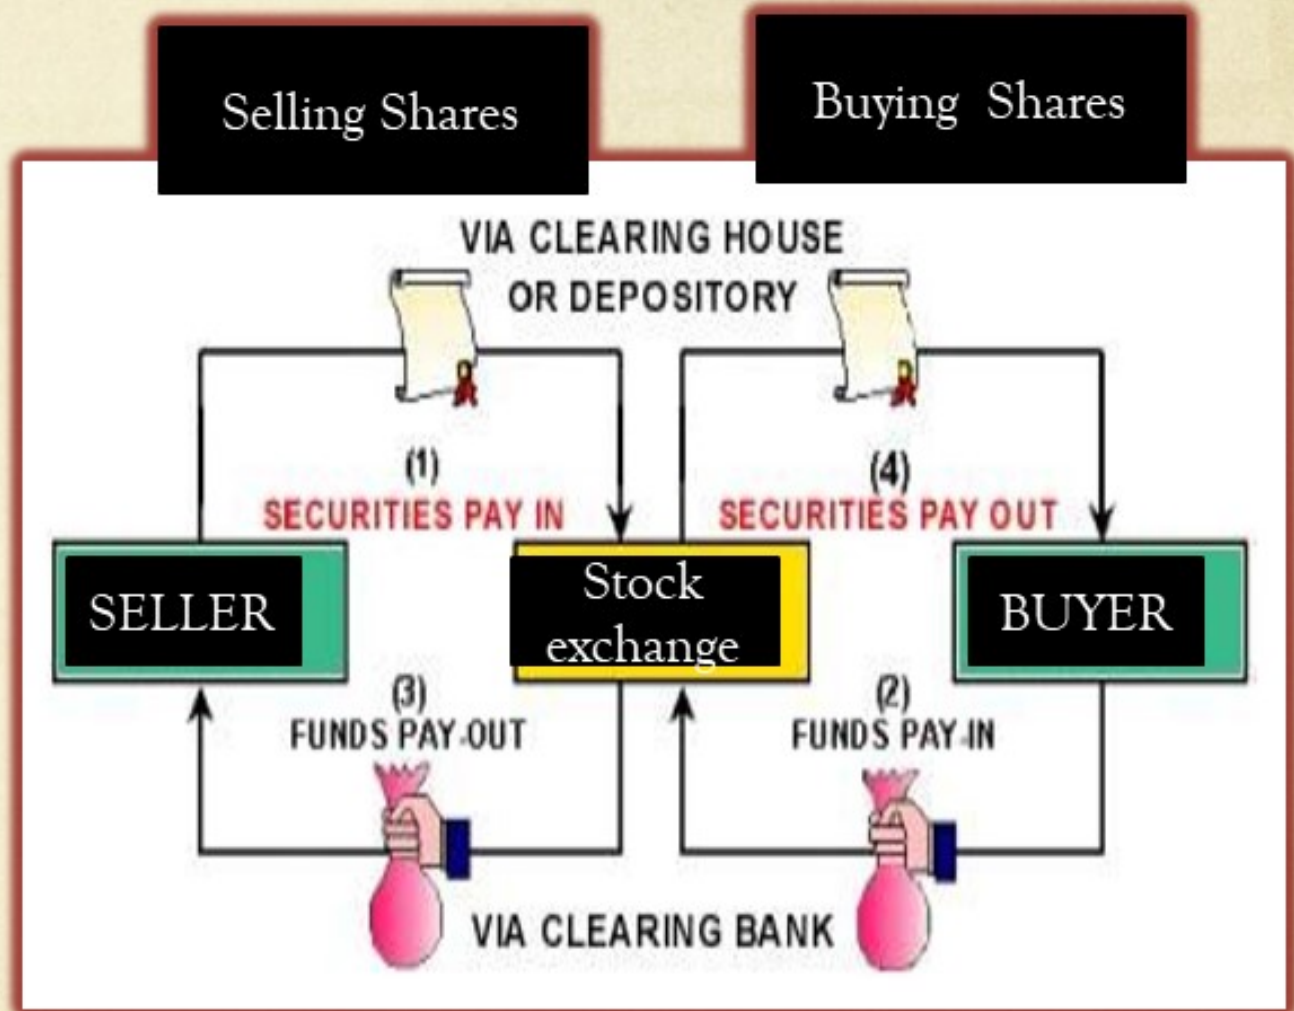 Selling Shares
Buying Shares
VIA CLEARING HOUSE
OR DEPOSITORY
(1)
SECURITIES PAY IN
(4)
SECURITIES PAY OUT
SELLER
Stock
exchange
BUYER
(3)
FUNDS PAY-OUT
(2)
FUNDS PAY-IN
VIA CLEARING BANK